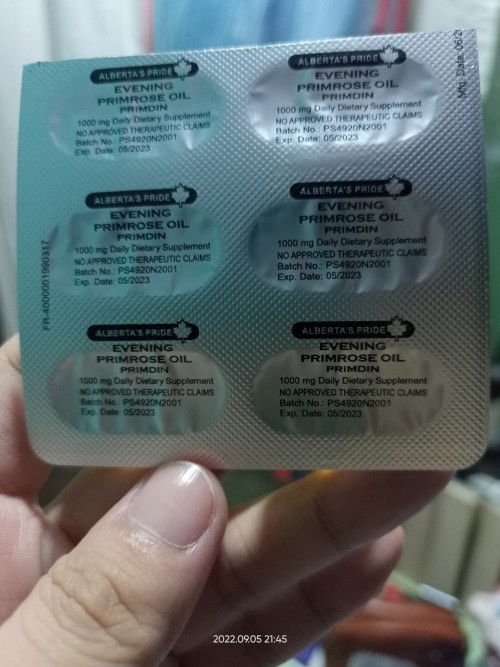 ALBERTA'S PRIDE
EVENING
PRIMROSE OIL
PRIMDIN
1000 mg Daily Dietary Supplement
NO APPROVED THERAPEUTIC CLAIMS
Batch No.: PS4920N2001
Exp. Date: 05/2023
ALBERTA'S PRIDE
EVENING
PRIMROSE OIL
PRIMDIN
1000 mg Daily Dietary Supplement
NO APPROVED THERAPEUTIC CLAIMS
Batch No.: PS4920N2001
Exp. Date: 05/2023
Mfg. Date 06/2
ALBERTA'S PRIDE
EVENING
PRIMROSE OIL
PRIMDIN
1000 mg Daily Dietary Supplement
NO APPROVED THERAPEUTIC CLAIMS
Batch No.: PS4920N2001
Exp. Date: 05/2023
ALBERTA'S PRIDE
EVENING
PRIMROSE OIL
PRIMDIN
1000 mg Daily Dietary Supplement
NO APPROVED THERAPEUTIC CLAIMS
Batch No.: PS4920N2001
Exp. Date: 05/2023
FR-4000001990317
ALBERTA'S PRIDE
EVENING
PRIMROSE OIL
PRIMDIN
1000 mg Daily Dietary Supplement
NO APPROVED THERAPEUTIC CLAIMS
Batch No.: PS4920N2001
Exp. Date: 05/2023
ALBERTA'S PRIDE
EVENING
PRIMROSE OIL
PRIMDIN
1000 mg Daily Dietary Supplement
NO APPROVED THERAPEUTIC CLAIMS
Batch No.: PS4920N2001
Exp. Date: 05/2023
2022.09.05 21:45